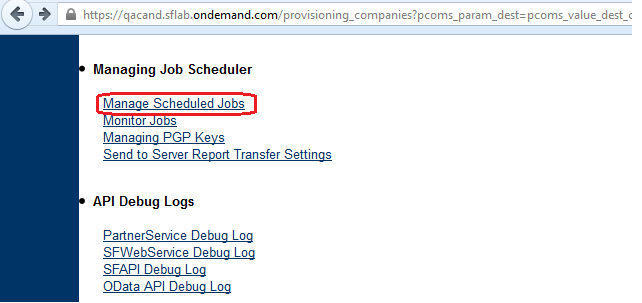 https://qacand.sflab.ondemand.com/provisioning_companies?pcoms_param_dest=pcoms_value_dest_c
Managing Job Scheduler
Manage Scheduled Jobs
Monitor Jobs
Managing PGP Keys
Send to Server Report Transfer Settings
API Debug Logs
PartnerService Debug Log
SFWebService Debug Log
SFAPI Debug Log
OData API Debug Log